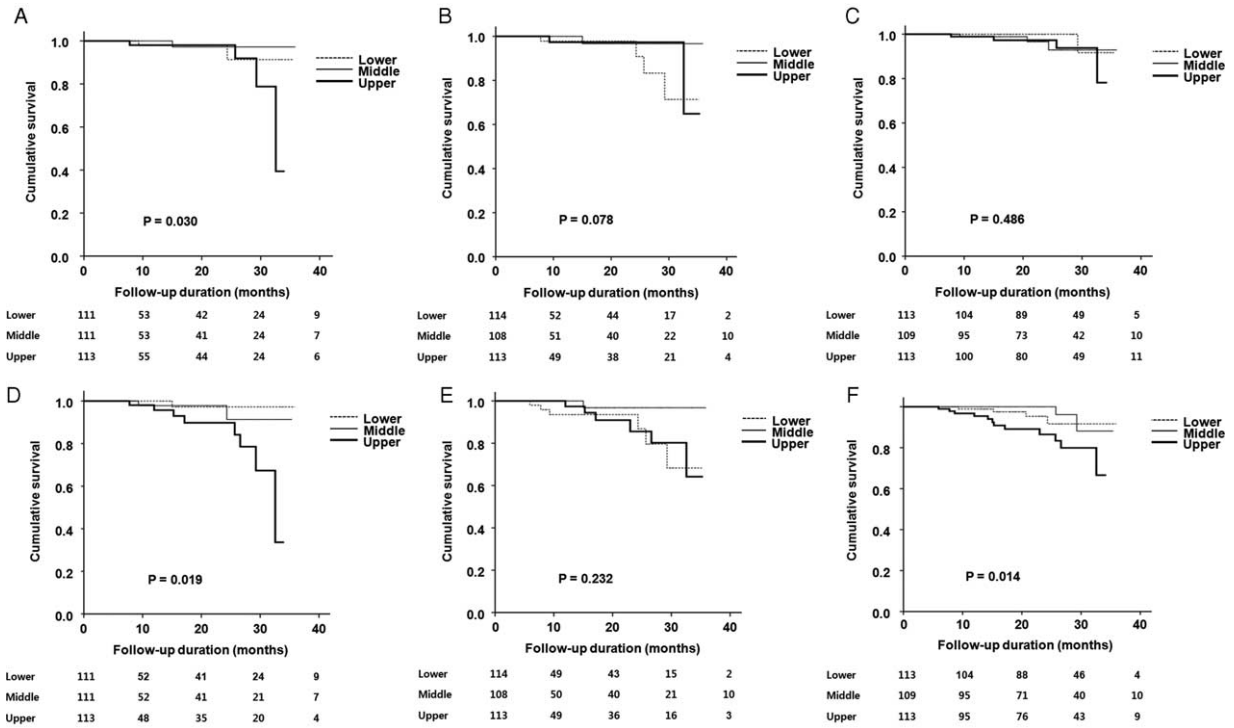 A
Cumulative survival
1.0
0.8
0.6
0.4
0.2
0.0
Lower
Middle
Upper
P = 0.030
0 10 20 30 40
Follow-up duration (months)
Lower 111 53 42 24 9
Middle 111 53 41 24 7
Upper 113 55 44 24 6
B
Cumulative survival
1.0
0.8
0.6
0.4
0.2
0.0
Lower
Middle
Upper
P = 0.078
0 10 20 30 40
Follow-up duration (months)
Lower 114 52 44 17 2
Middle 108 51 40 22 10
Upper 113 49 38 21 4
C
Cumulative survival
1.0
0.8
0.6
0.4
0.2
0.0
Lower
Middle
Upper
P = 0.486
0 10 20 30 40
Follow-up duration (months)
Lower 113 104 89 49 5
Middle 109 95 73 42 10
Upper 113 100 80 49 11
D
Cumulative survival
1.0
0.8
0.6
0.4
0.2
0.0
Lower
Middle
Upper
P = 0.019
0 10 20 30 40
Follow-up duration (months)
Lower 111 52 41 24 9
Middle 111 52 41 21 7
Upper 113 48 35 20 4
E
Cumulative survival
1.0
0.8
0.6
0.4
0.2
0.0
Lower
Middle
Upper
P = 0.232
0 10 20 30 40
Follow-up duration (months)
Lower 114 49 43 15 2
Middle 108 50 40 21 10
Upper 113 49 36 16 3
F
Cumulative survival
1.0
0.8
0.6
0.4
0.2
0.0
Lower
Middle
Upper
P = 0.014
0 10 20 30 40
Follow-up duration (months)
Lower 113 104 88 46 4
Middle 109 95 71 40 10
Upper 113 95 76 43 9